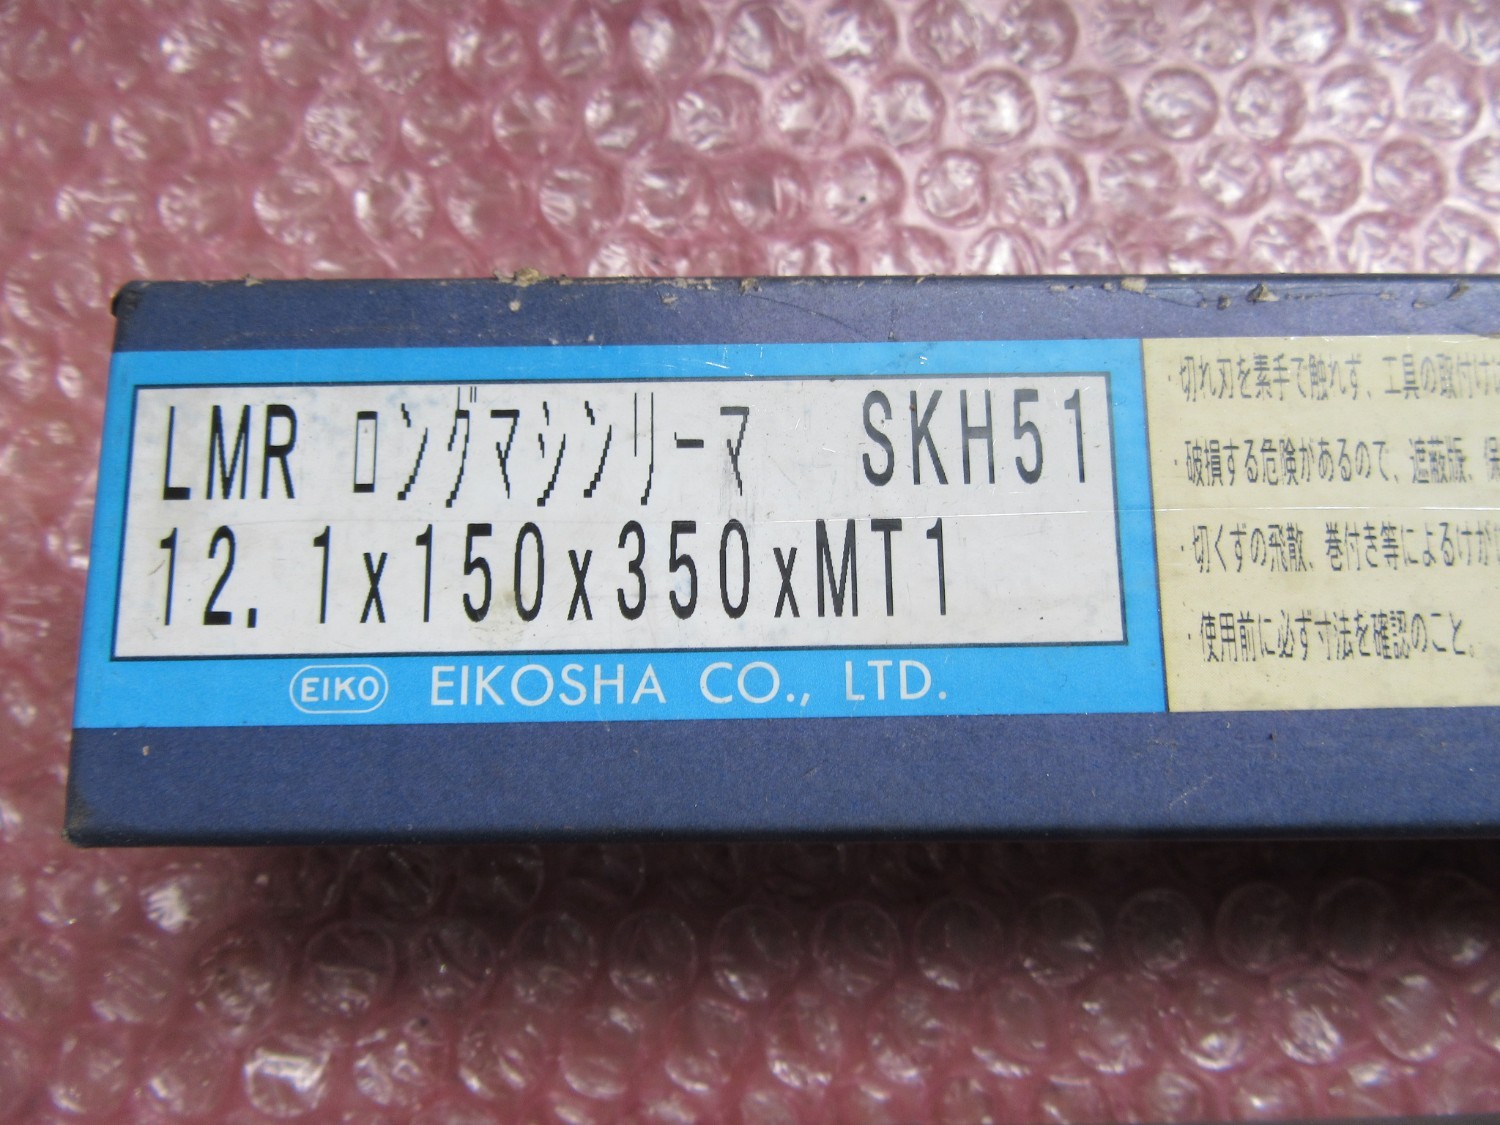 LMR ロングマシンリーマ SKH51
12.1x150x350xMT1
EIKO EIKOSHA CO., LTD.
・切れ刃を素手で触れず、工具の取付けに
・破損する危険があるので、遮蔽版、保
・切くずの飛散、巻付き等によるけが
・使用前に必ず寸法を確認のこと。